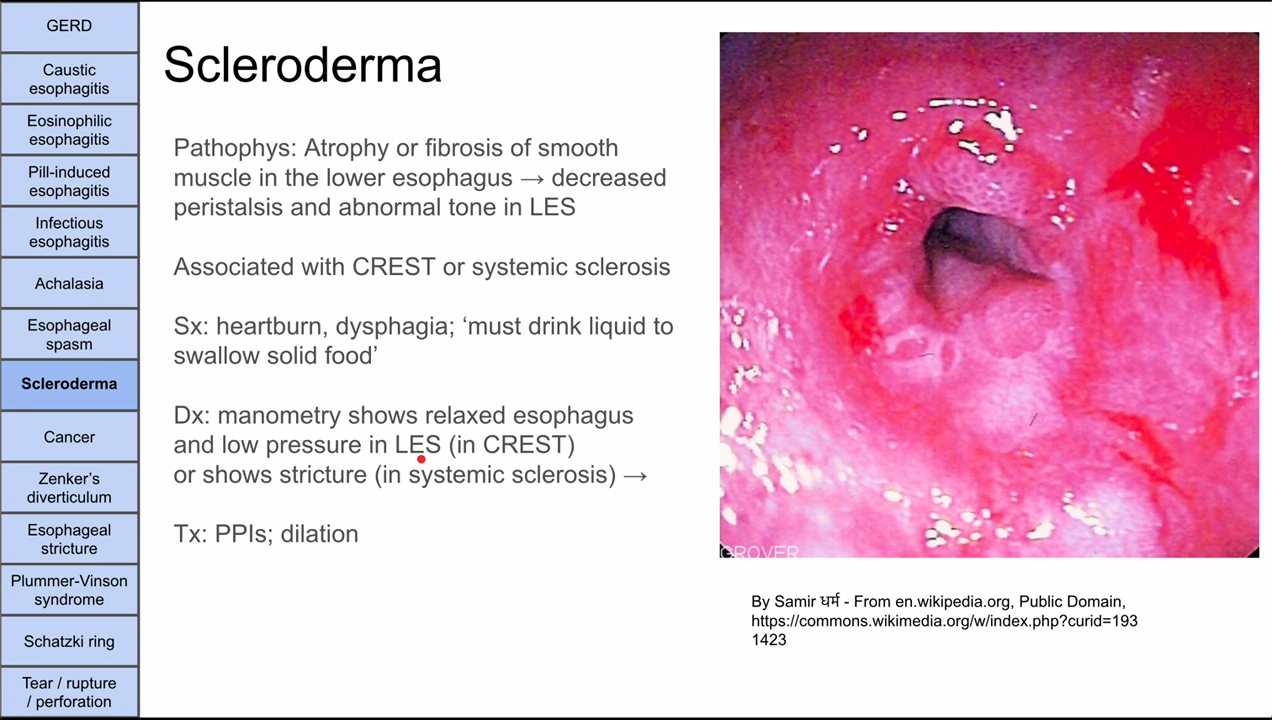 GERD
Caustic
esophagitis
Eosinophilic
esophagitis
Pill-induced
esophagitis
Infectious
esophagitis
Achalasia
Esophageal
spasm
Scleroderma
Cancer
Zenker's
diverticulum
Esophageal
stricture
Plummer-Vinson
syndrome
Schatzki ring
Tear / rupture
/ perforation
Scleroderma
Pathophys: Atrophy or fibrosis of smooth
muscle in the lower esophagus → decreased
peristalsis and abnormal tone in LES
Associated with CREST or systemic sclerosis
Sx: heartburn, dysphagia; ‘must drink liquid to
swallow solid food’
Dx: manometry shows relaxed esophagus
and low pressure in LES (in CREST)
or shows stricture (in systemic sclerosis) →
Tx: PPIs; dilation
GROVER
By Samir धर्म - From en.wikipedia.org, Public Domain,
https://commons.wikimedia.org/w/index.php?curid=193
1423